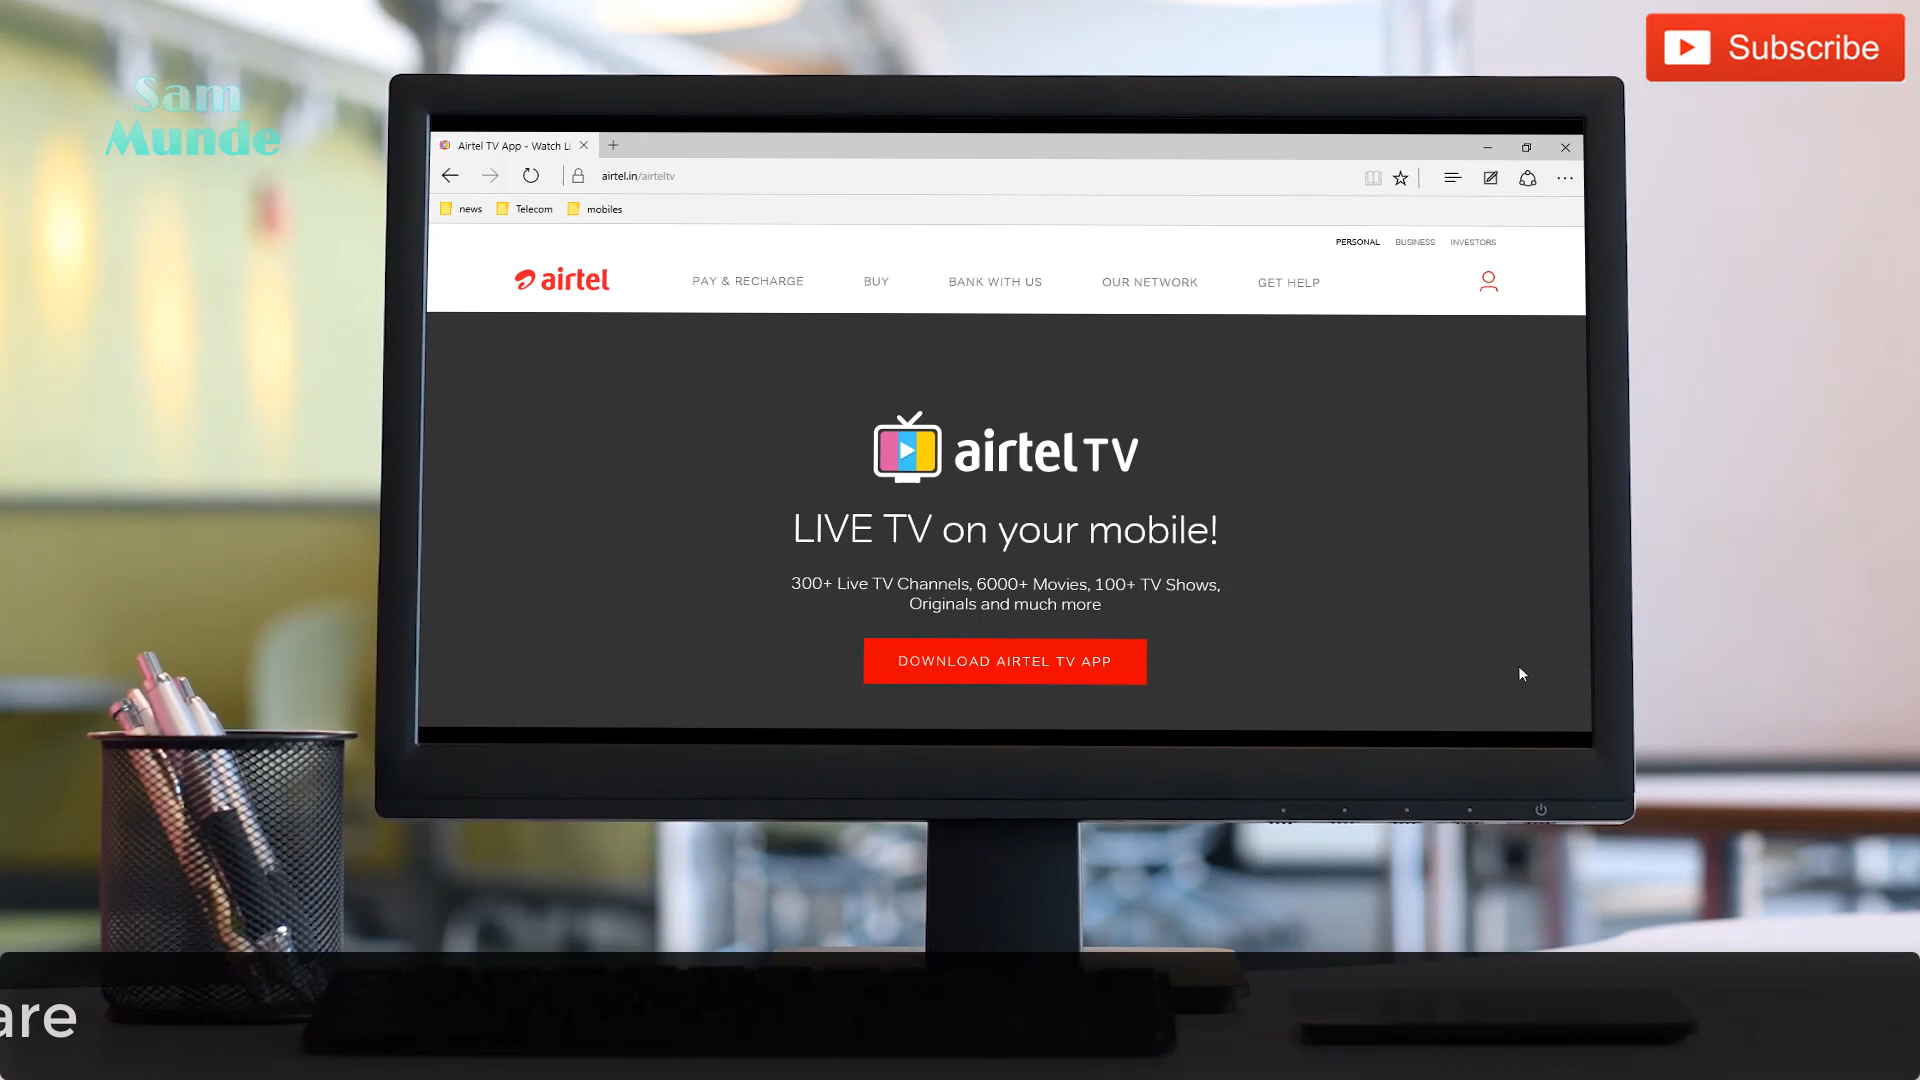 Sam
Munde
Subscribe
Airtel TV App - Watch Li
airtel.in/airteltv
news
Telecom
mobiles
PERSONAL
BUSINESS
INVESTORS
airtel
PAY & RECHARGE
BUY
BANK WITH US
OUR NETWORK
GET HELP
airtel TV
LIVE TV on your mobile!
300+ Live TV Channels, 6000+ Movies, 100+ TV Shows,
Originals and much more
DOWNLOAD AIRTEL TV APP
are